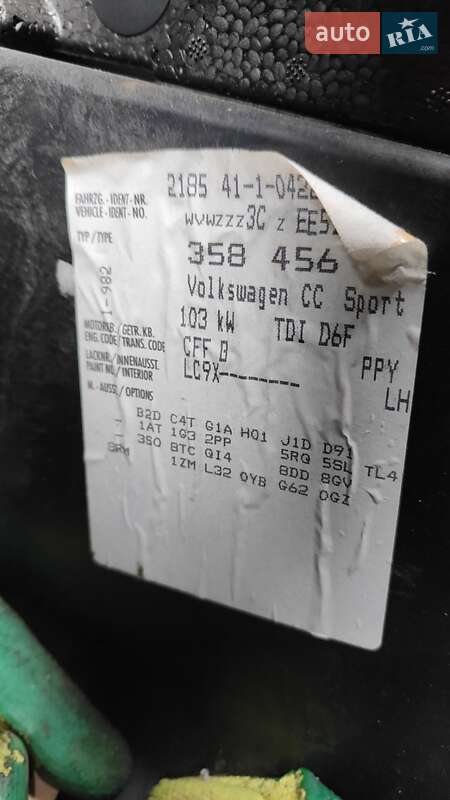 auto RIA .com
FAHRZG.-IDENT-NR. 2185 41-1-042
VEHICLE-IDENT-NO. WVWZZZ3C Z EE5
TYP/TYPE 358 456
1-982 Volkswagen CC Sport
103 kW TDI D6F
MOTORKB./GETR.KB.
ENG. CODE/TRANS. CODE CFF B PPY
LACKNR./INNENAUSST.
PAINT NO./INTERIOR LC9X------ LH
M.-AUSST./OPTIONS
- B2D C4T G1A H01 J1D D91
- 1AT 1G3 2PP 5RQ 5SL TL4
3S0 8TC QI4 8DD 8GV
1ZM L32 0YB G62 0GZ